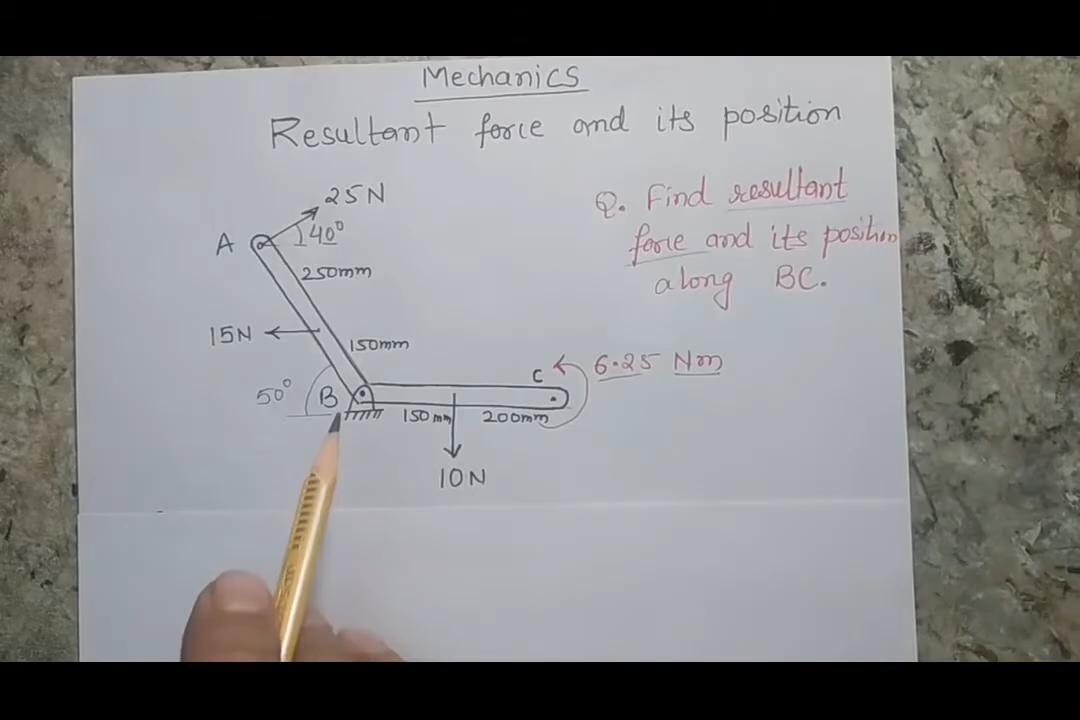 Mechanics
Resultant force and its position
25N
40°
A
250mm
15N
150mm
50°
B
150mm
200mm
C
10N
6.25 Nm
Q. Find resultant
force and its position
along BC.